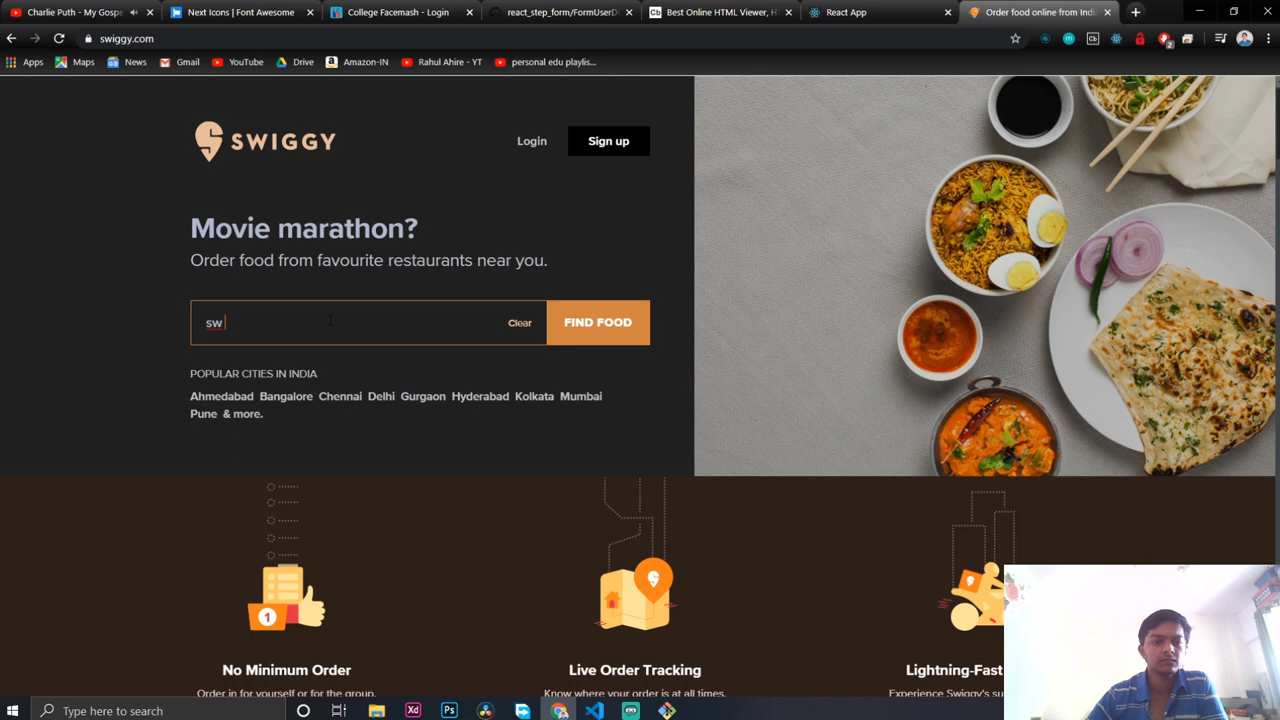 Charlie Puth - My Gospe
Next Icons | Font Awesome
College Facemash - Login
react_step_form/FormUserD
Best Online HTML Viewer, H
React App
Order food online from Indi
swiggy.com
2
Apps
Maps
News
Gmail
YouTube
Drive
Amazon-IN
Rahul Ahire - YT
personal edu playlis...
SWIGGY
Login
Sign up
Movie marathon?
Order food from favourite restaurants near you.
sw
Clear
FIND FOOD
POPULAR CITIES IN INDIA
Ahmedabad Bangalore Chennai Delhi Gurgaon Hyderabad Kolkata Mumbai
Pune & more.
1
No Minimum Order
Live Order Tracking
Lightning-Fast
Order in for yourself or for the group,
Know where your order is at all times,
Experience Swiggy's su
Type here to search
Xd
Ps